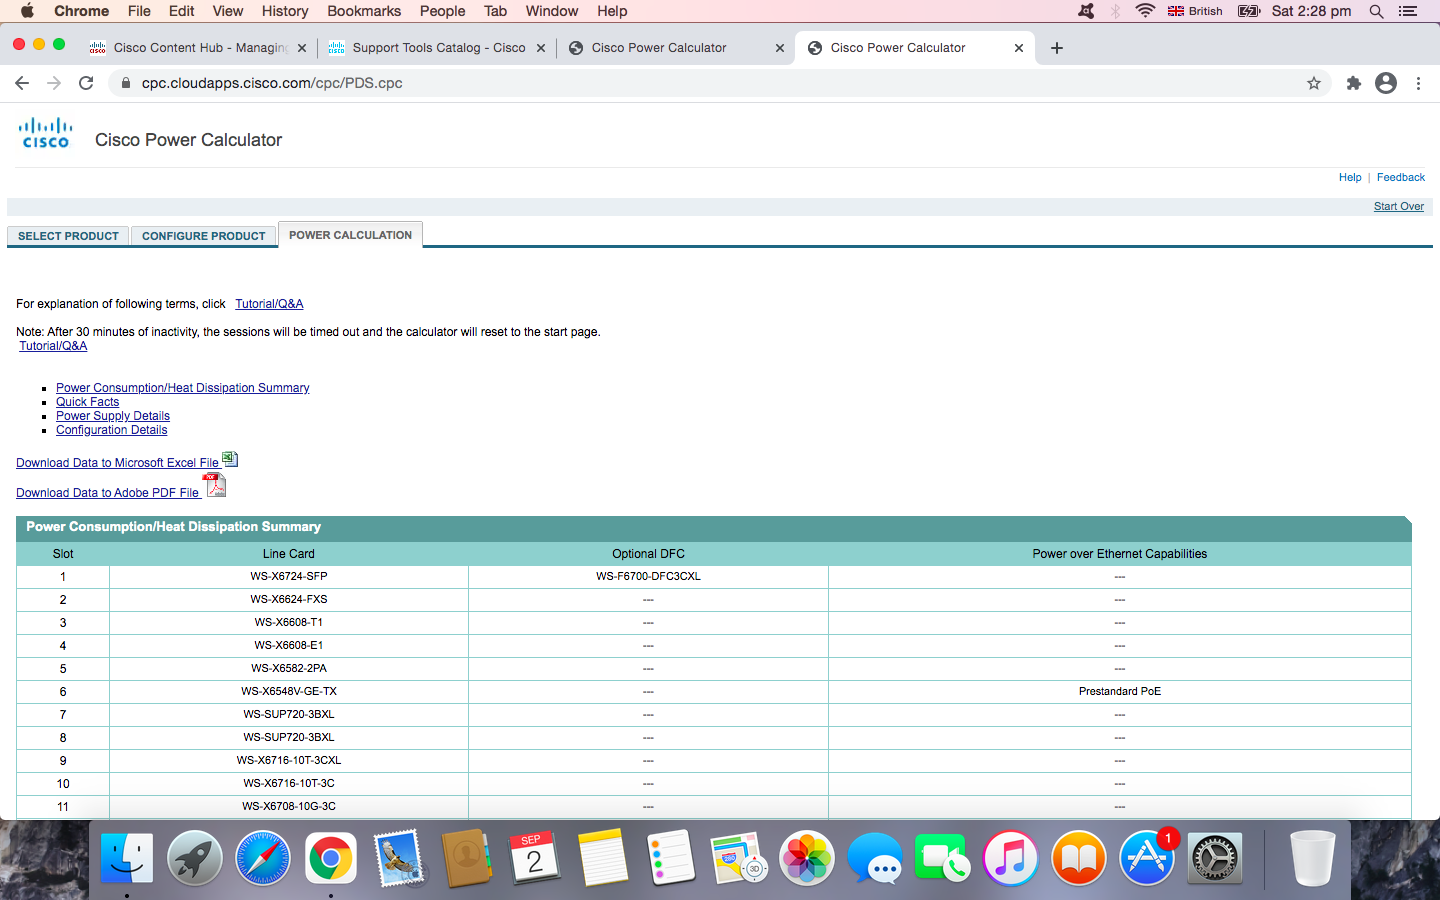 Chrome File Edit View History Bookmarks People Tab Window Help British Sat 2:28 pm
Cisco Content Hub - Managing Support Tools Catalog - Cisco Cisco Power Calculator Cisco Power Calculator
cpc.cloudapps.cisco.com/cpc/PDS.cpc
CISCO Cisco Power Calculator
Help | Feedback
Start Over
SELECT PRODUCT CONFIGURE PRODUCT POWER CALCULATION
For explanation of following terms, click Tutorial/Q&A
Note: After 30 minutes of inactivity, the sessions will be timed out and the calculator will reset to the start page.
Tutorial/Q&A
Power Consumption/Heat Dissipation Summary
Quick Facts
Power Supply Details
Configuration Details
Download Data to Microsoft Excel File
Download Data to Adobe PDF File
Power Consumption/Heat Dissipation Summary
Slot Line Card Optional DFC Power over Ethernet Capabilities
1 WS-X6724-SFP WS-F6700-DFC3CXL ---
2 WS-X6624-FXS --- ---
3 WS-X6608-T1 --- ---
4 WS-X6608-E1 --- ---
5 WS-X6582-2PA --- ---
6 WS-X6548V-GE-TX --- Prestandard PoE
7 WS-SUP720-3BXL --- ---
8 WS-SUP720-3BXL --- ---
9 WS-X6716-10T-3CXL --- ---
10 WS-X6716-10T-3C --- ---
11 WS-X6708-10G-3C --- ---
SEP
2
280
3D
1